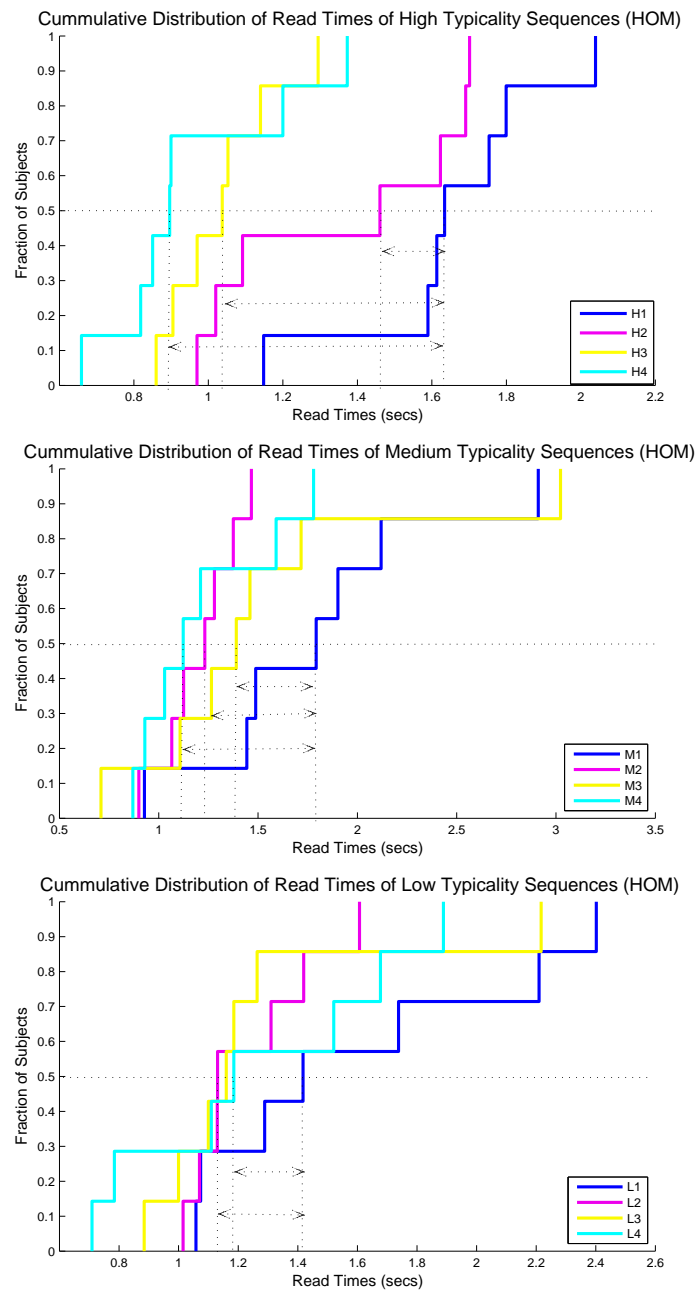 Cummulative Distribution of Read Times of High Typicality Sequences (HOM)
1
0.9
0.8
0.7
0.6
0.5
0.4
0.3
0.2
0.1
0
Fraction of Subjects
0.8 1 1.2 1.4 1.6 1.8 2 2.2
Read Times (secs)
H1
H2
H3
H4
Cummulative Distribution of Read Times of Medium Typicality Sequences (HOM)
1
0.9
0.8
0.7
0.6
0.5
0.4
0.3
0.2
0.1
0
Fraction of Subjects
0.5 1 1.5 2 2.5 3 3.5
Read Times (secs)
M1
M2
M3
M4
Cummulative Distribution of Read Times of Low Typicality Sequences (HOM)
1
0.9
0.8
0.7
0.6
0.5
0.4
0.3
0.2
0.1
0
Fraction of Subjects
0.8 1 1.2 1.4 1.6 1.8 2 2.2 2.4 2.6
Read Times (secs)
L1
L2
L3
L4